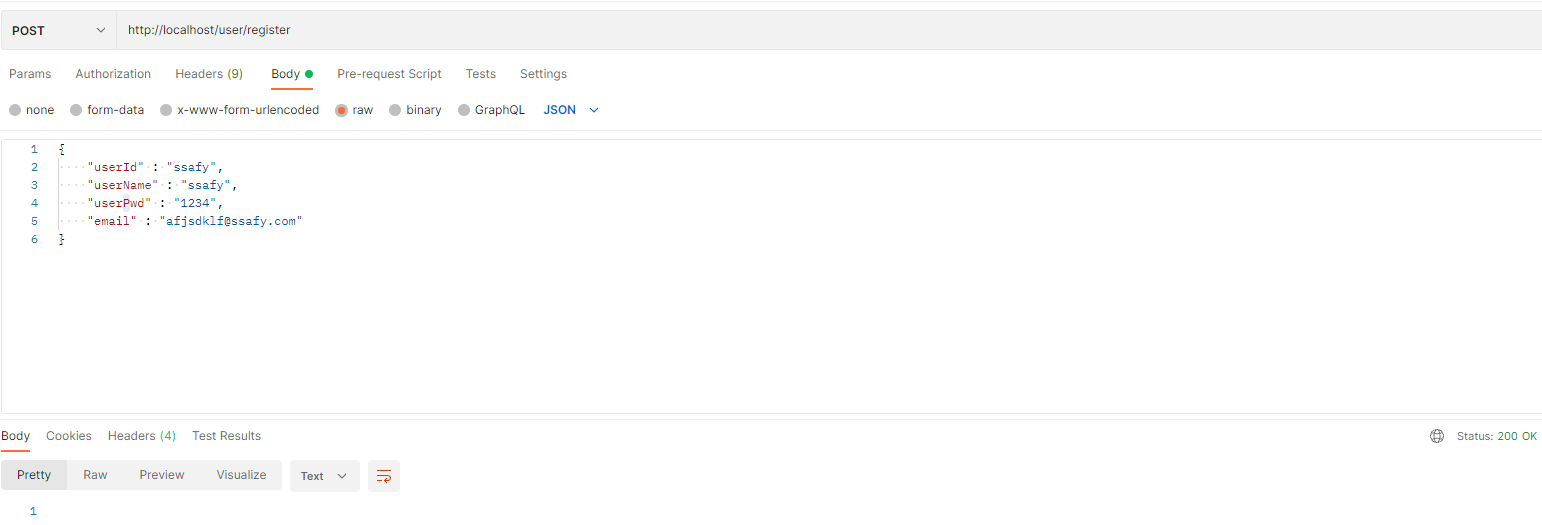 POST http://localhost/user/register
Params Authorization Headers (9) Body Pre-request Script Tests Settings
none form-data x-www-form-urlencoded raw binary GraphQL JSON
1 {
2 ····"userId"·:·"ssafy",
3 ····"userName"·:·"ssafy",
4 ····"userPwd"·:·"1234",
5 ····"email"·:·"afjsdklf@ssafy.com"
6 }
Body Cookies Headers (4) Test Results Status: 200 OK
Pretty Raw Preview Visualize Text
1